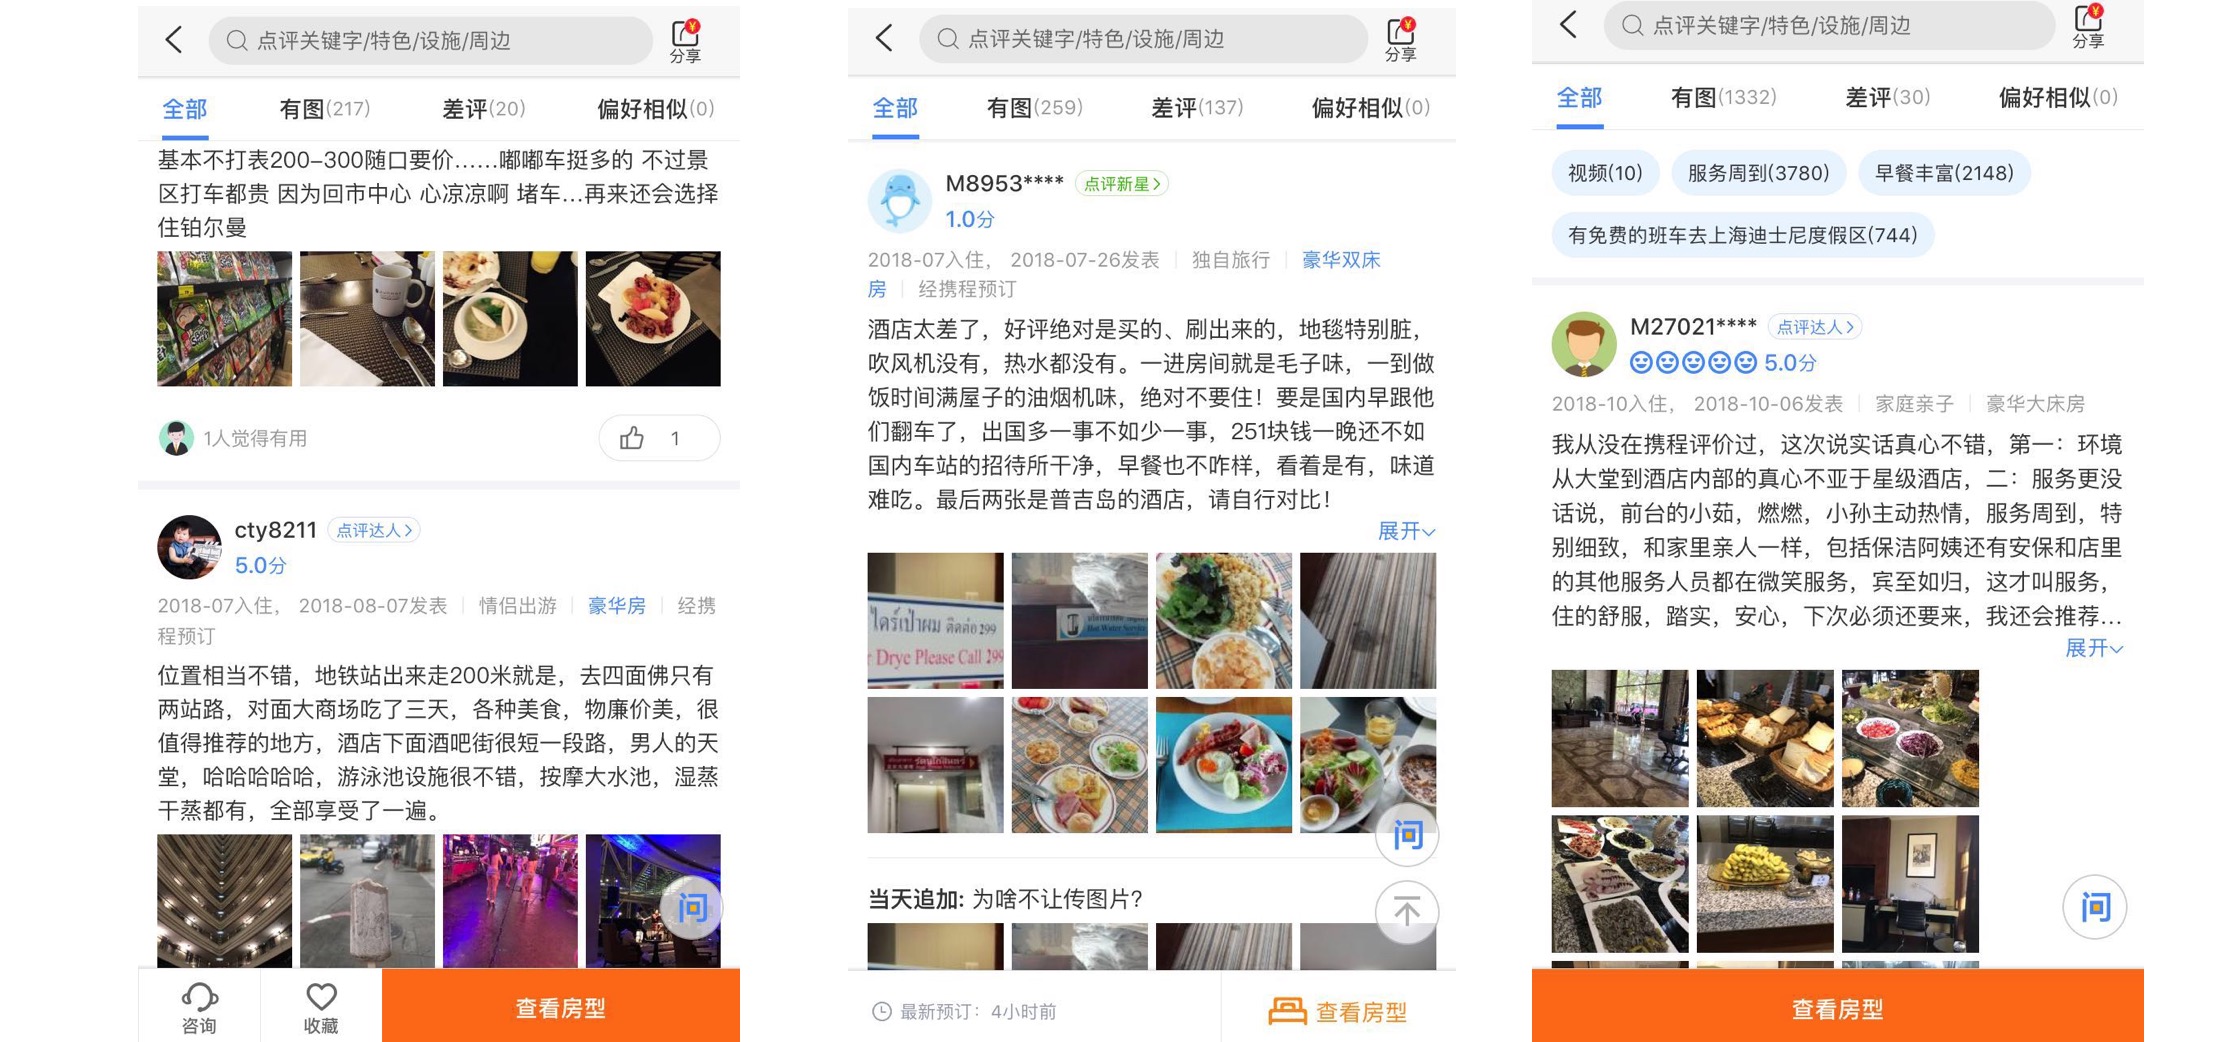 点评关键字/特色/设施/周边
分享
全部 有图(217) 差评(20) 偏好相似(0)
基本不打表200-300随口要价……嘟嘟车挺多的 不过景
区打车都贵 因为回市中心 心凉凉啊 堵车…再来还会选择
住铂尔曼
1人觉得有用
1
cty8211 点评达人
5.0分
2018-07入住， 2018-08-07发表 情侣出游 豪华房 经携
程预订
位置相当不错，地铁站出来走200米就是，去四面佛只有
两站路，对面大商场吃了三天，各种美食，物廉价美，很
值得推荐的地方，酒店下面酒吧街很短一段路，男人的天
堂，哈哈哈哈哈，游泳池设施很不错，按摩大水池，湿蒸
干蒸都有，全部享受了一遍。
问
咨询 收藏 查看房型
点评关键字/特色/设施/周边
分享
全部 有图(259) 差评(137) 偏好相似(0)
M8953**** 点评新星
1.0分
2018-07入住， 2018-07-26发表 独自旅行 豪华双床
房 经携程预订
酒店太差了，好评绝对是买的、刷出来的，地毯特别脏，
吹风机没有，热水都没有。一进房间就是毛子味，一到做
饭时间满屋子的油烟机味，绝对不要住！要是国内早跟他
们翻车了，出国多一事不如少一事，251块钱一晚还不如
国内车站的招待所干净，早餐也不咋样，看着是有，味道
难吃。最后两张是普吉岛的酒店，请自行对比！
展开
ไดร์เป่าผม ติดต่อ 299
r Drye Please Call 299
Hot Water Service
问
当天追加: 为啥不让传图片?
最新预订：4小时前 查看房型
点评关键字/特色/设施/周边
分享
全部 有图(1332) 差评(30) 偏好相似(0)
视频(10) 服务周到(3780) 早餐丰富(2148)
有免费的班车去上海迪士尼度假区(744)
M27021**** 点评达人
5.0分
2018-10入住， 2018-10-06发表 家庭亲子 豪华大床房
我从没在携程评价过，这次说实话真心不错，第一：环境
从大堂到酒店内部的真心不亚于星级酒店，二：服务更没
话说，前台的小茹，燃燃，小孙主动热情，服务周到，特
别细致，和家里亲人一样，包括保洁阿姨还有安保和店里
的其他服务人员都在微笑服务，宾至如归，这才叫服务，
住的舒服，踏实，安心，下次必须还要来，我还会推荐…
展开
问
查看房型